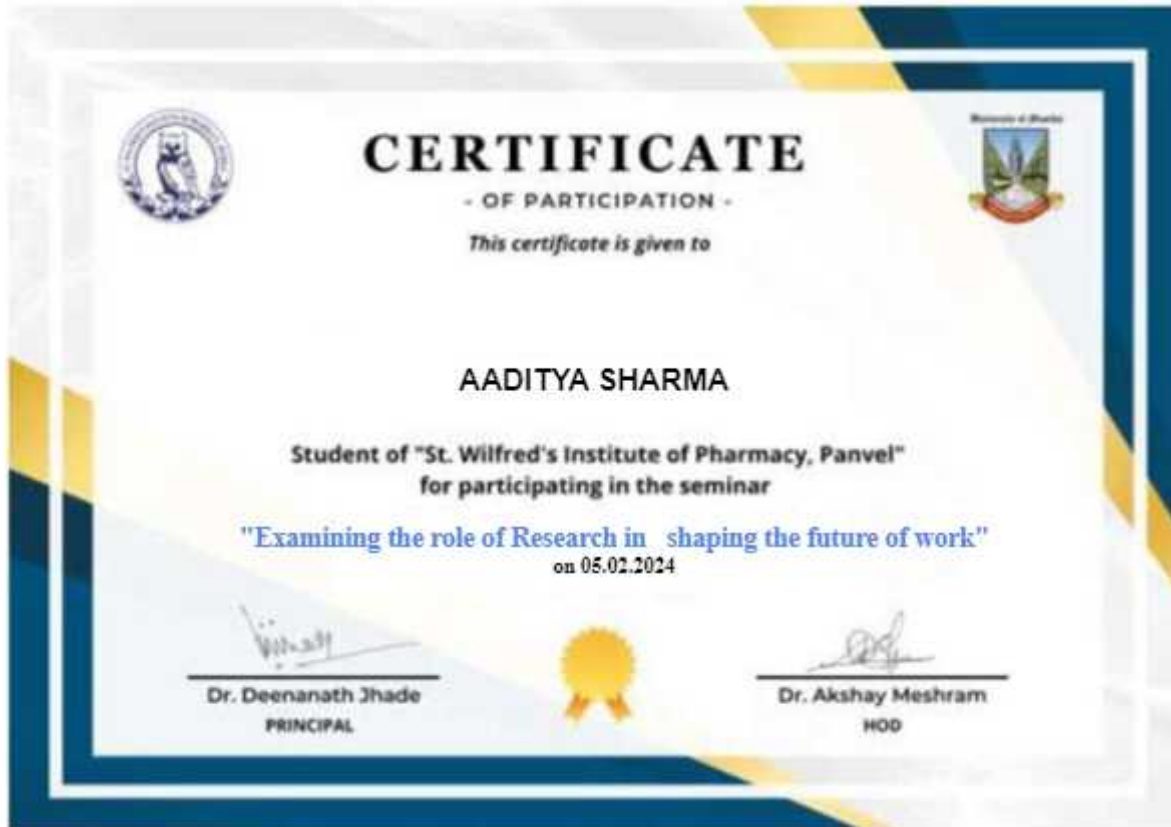 CERTIFICATE
- OF PARTICIPATION -
This certificate is given to
AADITYA SHARMA
Student of "St. Wilfred's Institute of Pharmacy, Panvel"
for participating in the seminar
"Examining the role of Research in shaping the future of work"
on 05.02.2024
Dr. Deenanath Jhade
PRINCIPAL
Dr. Akshay Meshram
HOD